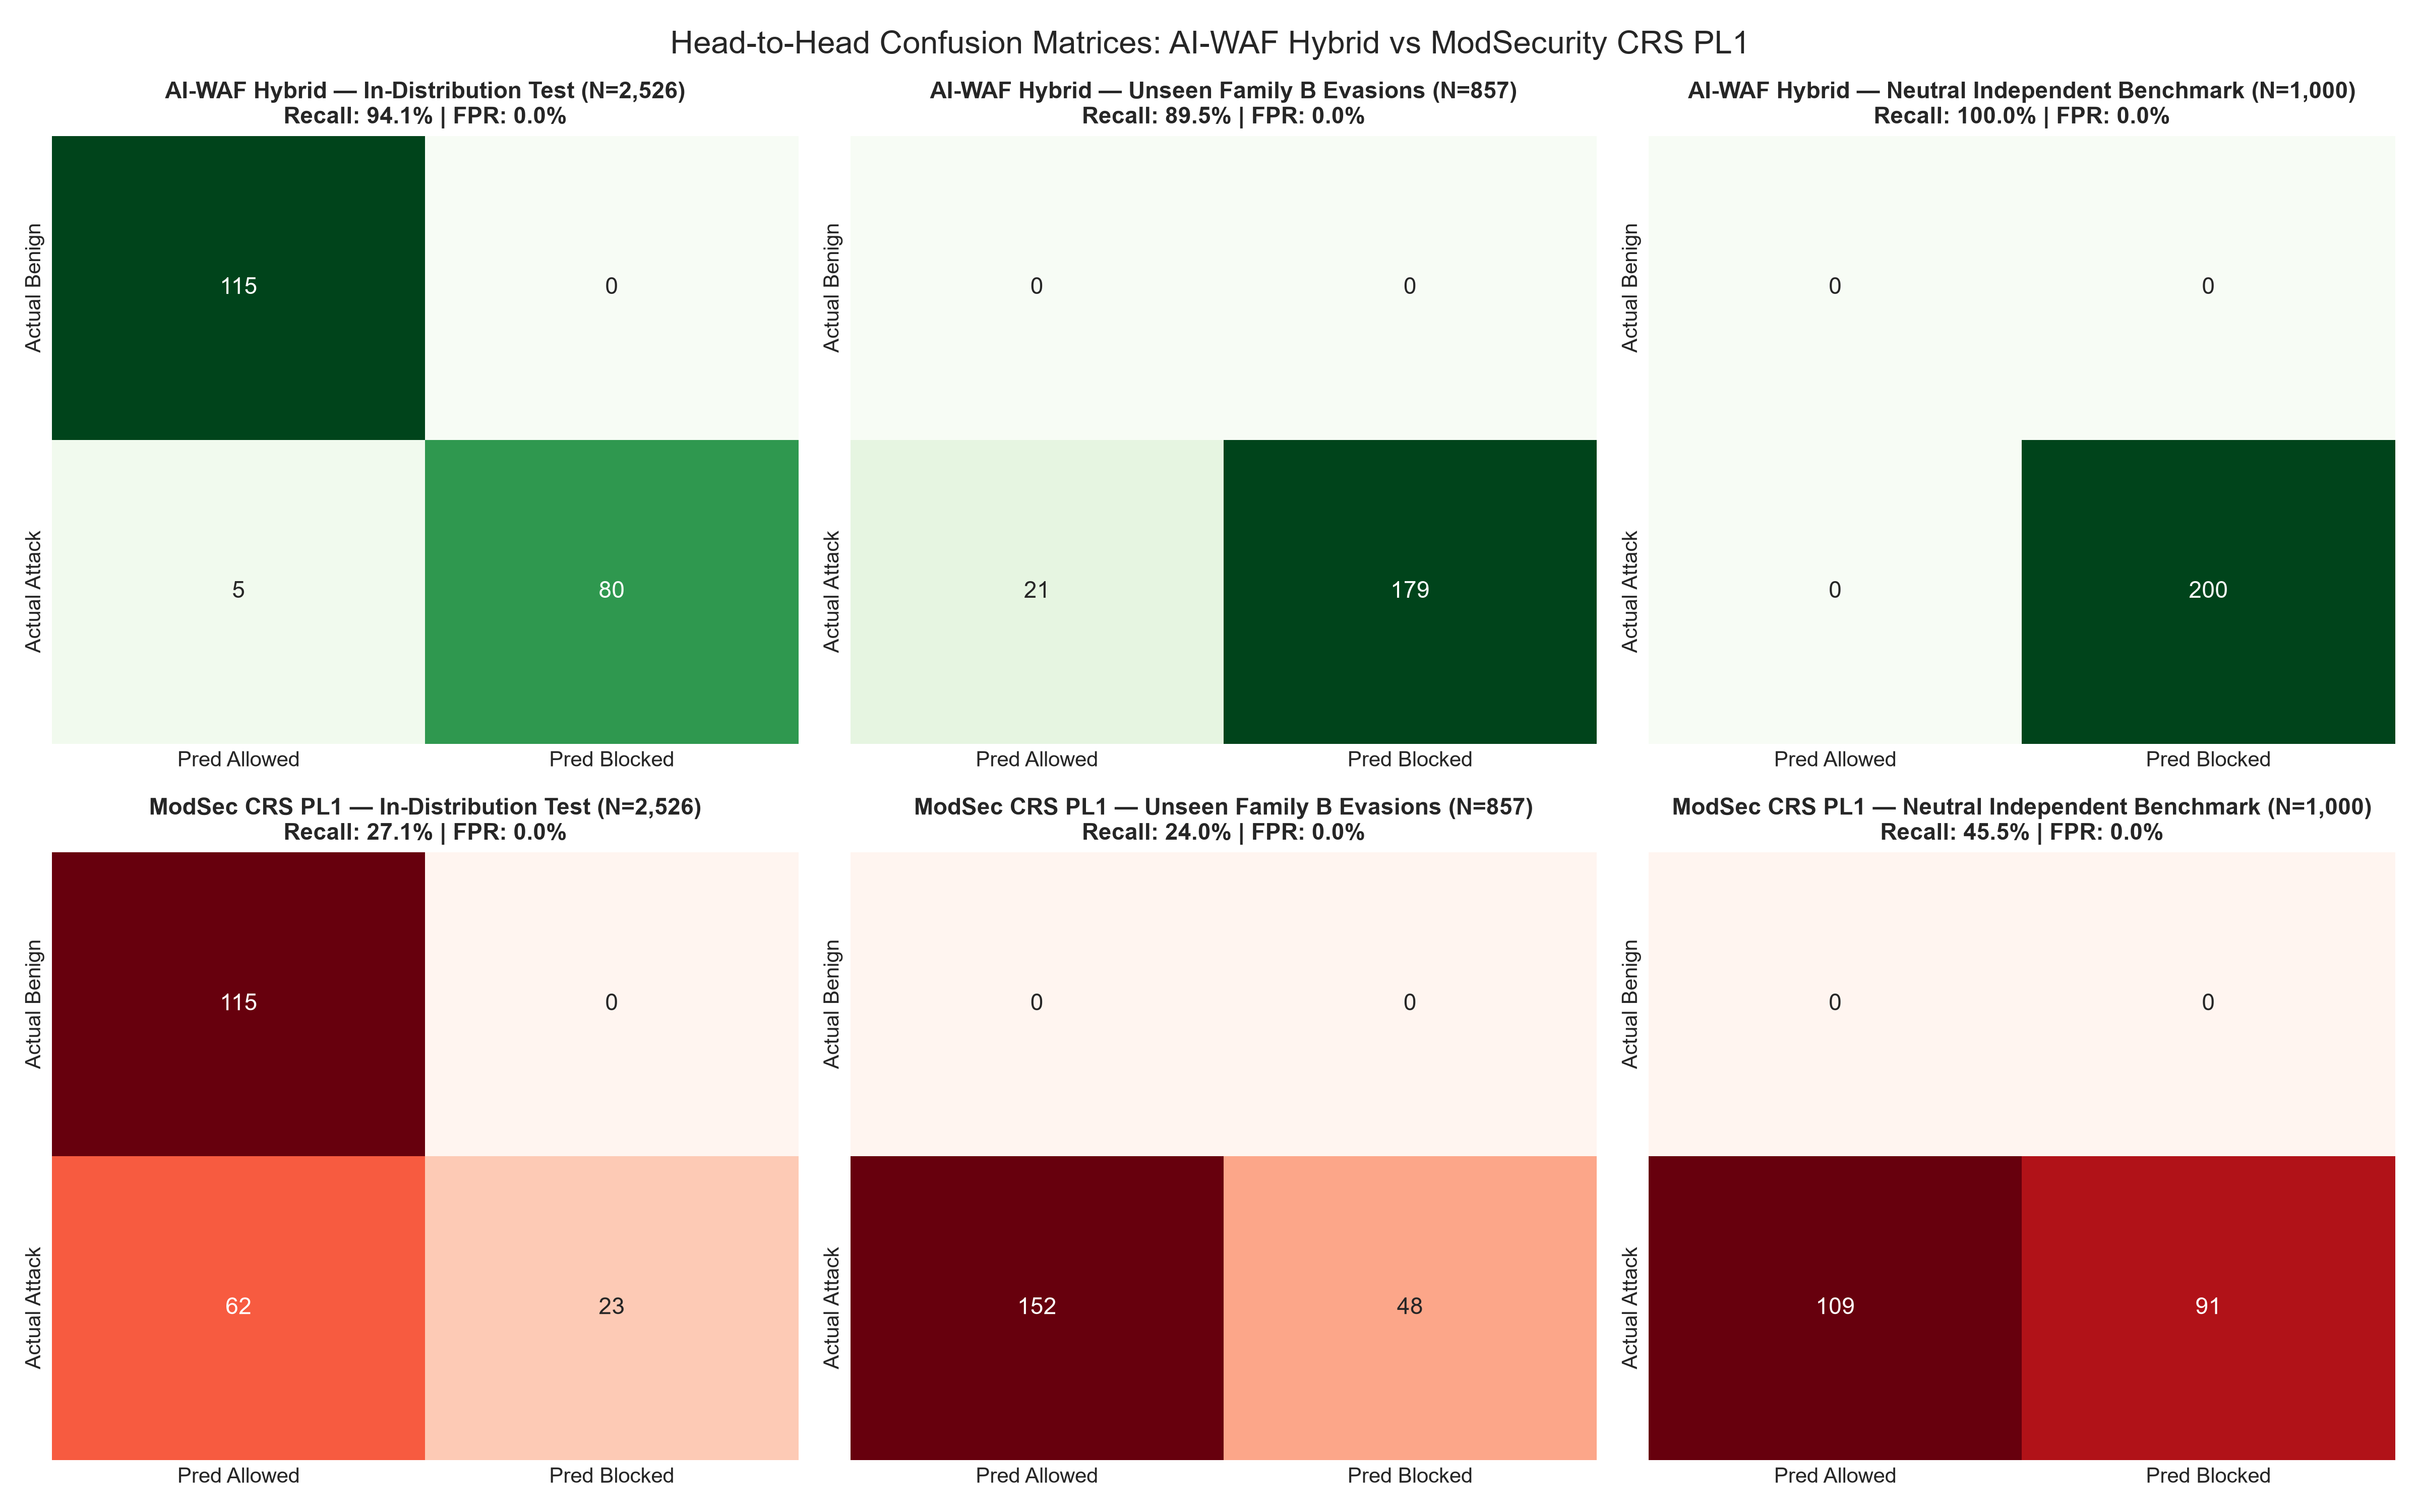 Head-to-Head Confusion Matrices: AI-WAF Hybrid vs ModSecurity CRS PL1
AI-WAF Hybrid — In-Distribution Test (N=2,526)
Recall: 94.1% | FPR: 0.0%
Actual Benign
115
0
Actual Attack
5
80
Pred Allowed
Pred Blocked
AI-WAF Hybrid — Unseen Family B Evasions (N=857)
Recall: 89.5% | FPR: 0.0%
Actual Benign
0
0
Actual Attack
21
179
Pred Allowed
Pred Blocked
AI-WAF Hybrid — Neutral Independent Benchmark (N=1,000)
Recall: 100.0% | FPR: 0.0%
Actual Benign
0
0
Actual Attack
0
200
Pred Allowed
Pred Blocked
ModSec CRS PL1 — In-Distribution Test (N=2,526)
Recall: 27.1% | FPR: 0.0%
Actual Benign
115
0
Actual Attack
62
23
Pred Allowed
Pred Blocked
ModSec CRS PL1 — Unseen Family B Evasions (N=857)
Recall: 24.0% | FPR: 0.0%
Actual Benign
0
0
Actual Attack
152
48
Pred Allowed
Pred Blocked
ModSec CRS PL1 — Neutral Independent Benchmark (N=1,000)
Recall: 45.5% | FPR: 0.0%
Actual Benign
0
0
Actual Attack
109
91
Pred Allowed
Pred Blocked